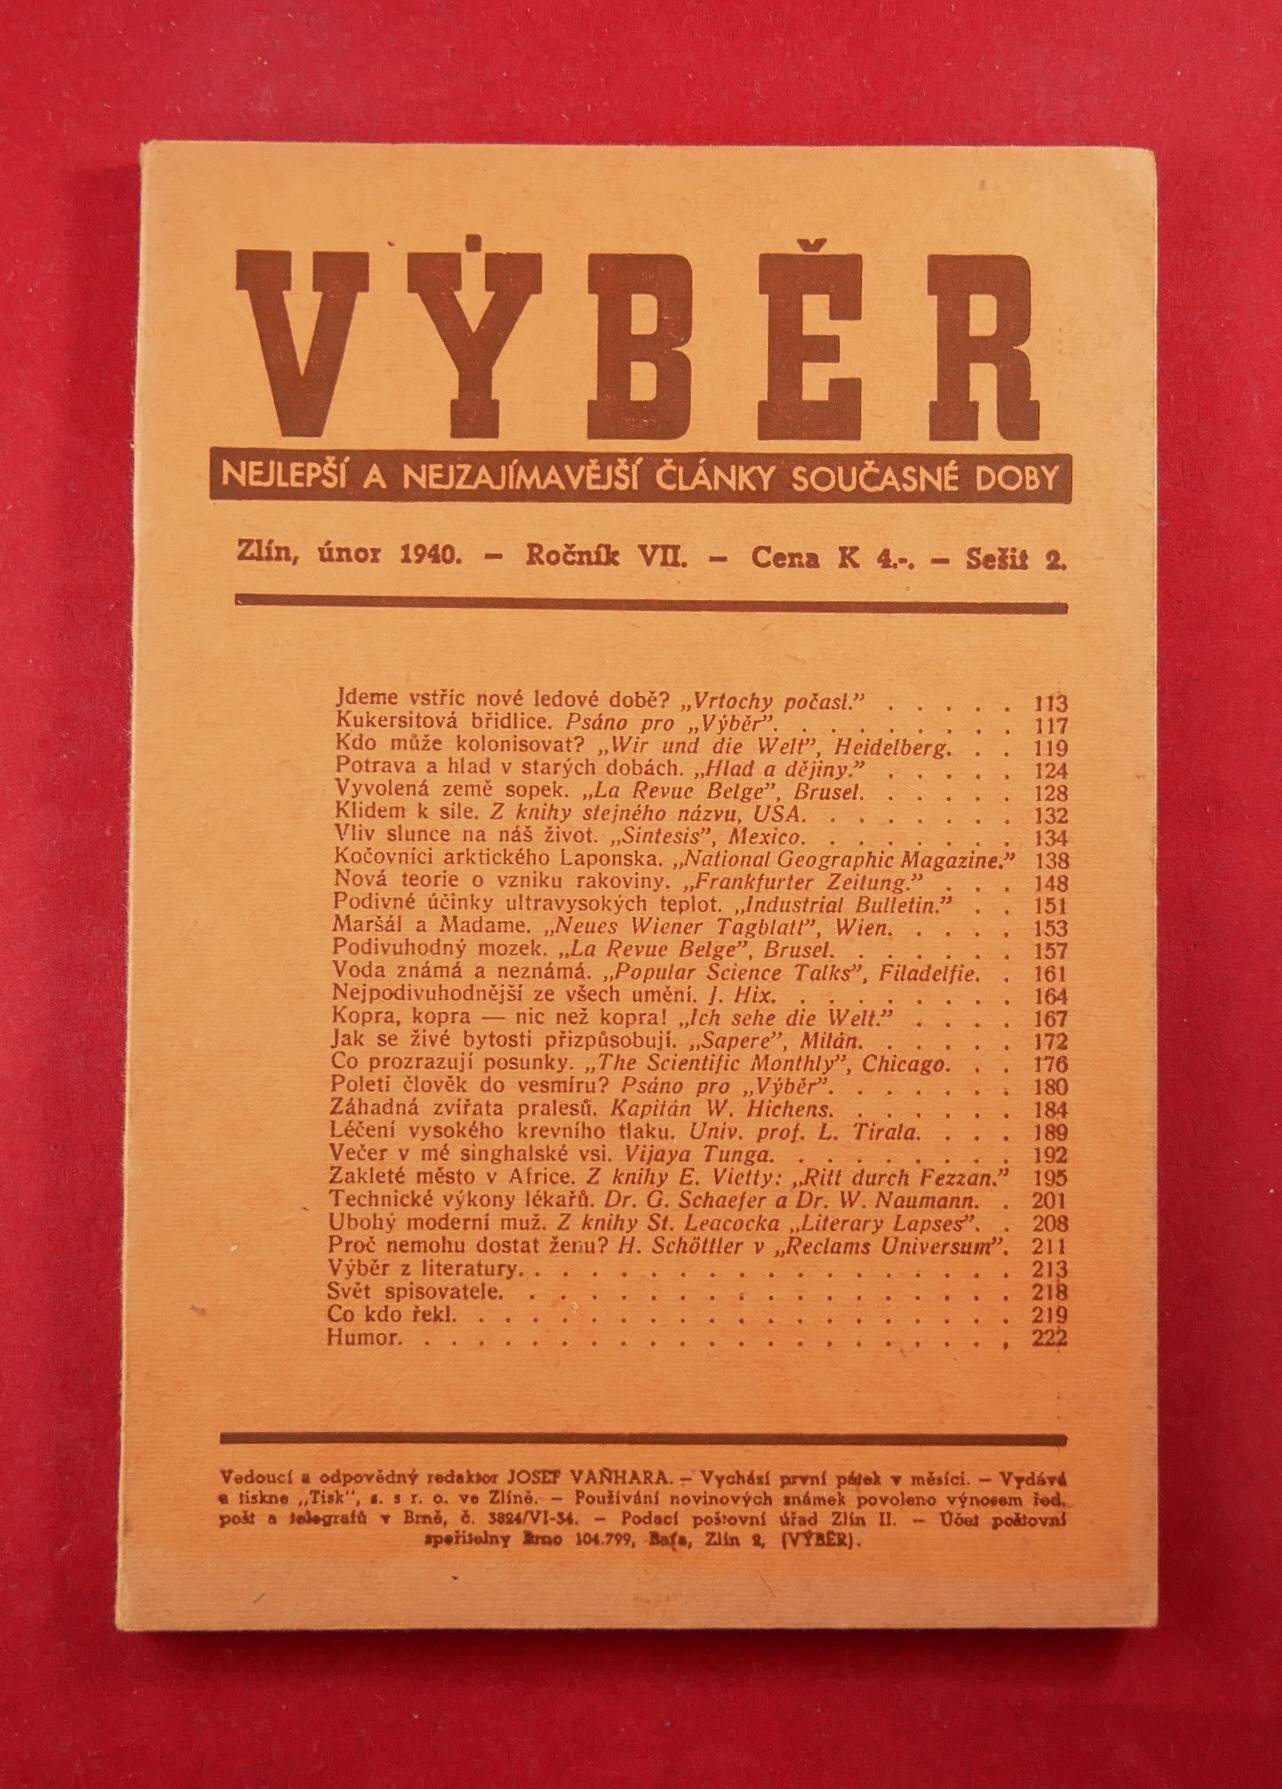 VÝBĚR
NEJLEPŠÍ A NEJZAJÍMAVĚJŠÍ ČLÁNKY SOUČASNÉ DOBY
Zlín, únor 1940. – Ročník VII. – Cena K 4.-. – Sešit 2.
Jdeme vstříc nové ledové době? „Vrtochy počasí.” . . . . . . 113
Kukersitová břidlice. Psáno pro „Výběr”. . . . . . . . . . 117
Kdo může kolonisovat? „Wir und die Welt”, Heidelberg. . . 119
Potrava a hlad v starých dobách. „Hlad a dějiny.” . . . . . . 124
Vyvolená země sopek. „La Revue Belge”, Brusel. . . . . . . 128
Klidem k síle. Z knihy stejného názvu, USA. . . . . . . . . 132
Vliv slunce na náš život. „Sintesis”, Mexico. . . . . . . . . 134
Kočovníci arktického Laponska. „National Geographic Magazine.” 138
Nová teorie o vzniku rakoviny. „Frankfurter Zeitung.” . . . 148
Podivné účinky ultravysokých teplot. „Industrial Bulletin.” . . 151
Maršál a Madame. „Neues Wiener Tagblatt”, Wien. . . . . 153
Podivuhodný mozek. „La Revue Belge”, Brusel. . . . . . . 157
Voda známá a neznámá. „Popular Science Talks”, Filadelfie. . 161
Nejpodivuhodnější ze všech umění. J. Hix. . . . . . . . . 164
Kopra, kopra — nic než kopra! „Ich sehe die Welt.” . . . . 167
Jak se živé bytosti přizpůsobují. „Sapere”, Milán. . . . . . 172
Co prozrazují posunky. „The Scientific Monthly”, Chicago. . . 176
Poletí člověk do vesmíru? Psáno pro „Výběr”. . . . . . . . 180
Záhadná zvířata pralesů. Kapitán W. Hichens. . . . . . . 184
Léčení vysokého krevního tlaku. Univ. prof. L. Tirala. . . . 189
Večer v mé singhalské vsi. Vijaya Tunga. . . . . . . . . 192
Zakleté město v Africe. Z knihy E. Vietty: „Ritt durch Fezzan.” 195
Technické výkony lékařů. Dr. G. Schaefer a Dr. W. Naumann. . 201
Ubohý moderní muž. Z knihy St. Leacocka „Literary Lapses”. . 208
Proč nemohu dostat ženu? H. Schöttler v „Reclams Universum”. 211
Výběr z literatury. . . . . . . . . . . . . . . . . . . . 213
Svět spisovatele. . . . . . . . . . . . . . . . . . . . . 218
Co kdo řekl. . . . . . . . . . . . . . . . . . . . . . 219
Humor. . . . . . . . . . . . . . . . . . . . . . . . 222
Vedoucí a odpovědný redaktor JOSEF VAŇHARA. – Vychází první pátek v měsíci. – Vydává
a tiskne „Tisk”, s. s r. o. ve Zlíně. – Používání novinových známek povoleno výnosem řed.
pošt a telegrafů v Brně, č. 3824/VI-34. – Podací poštovní úřad Zlín II. – Účet poštovní
spořitelny Brno 104.799, Baťa, Zlín 2, (VÝBĚR).